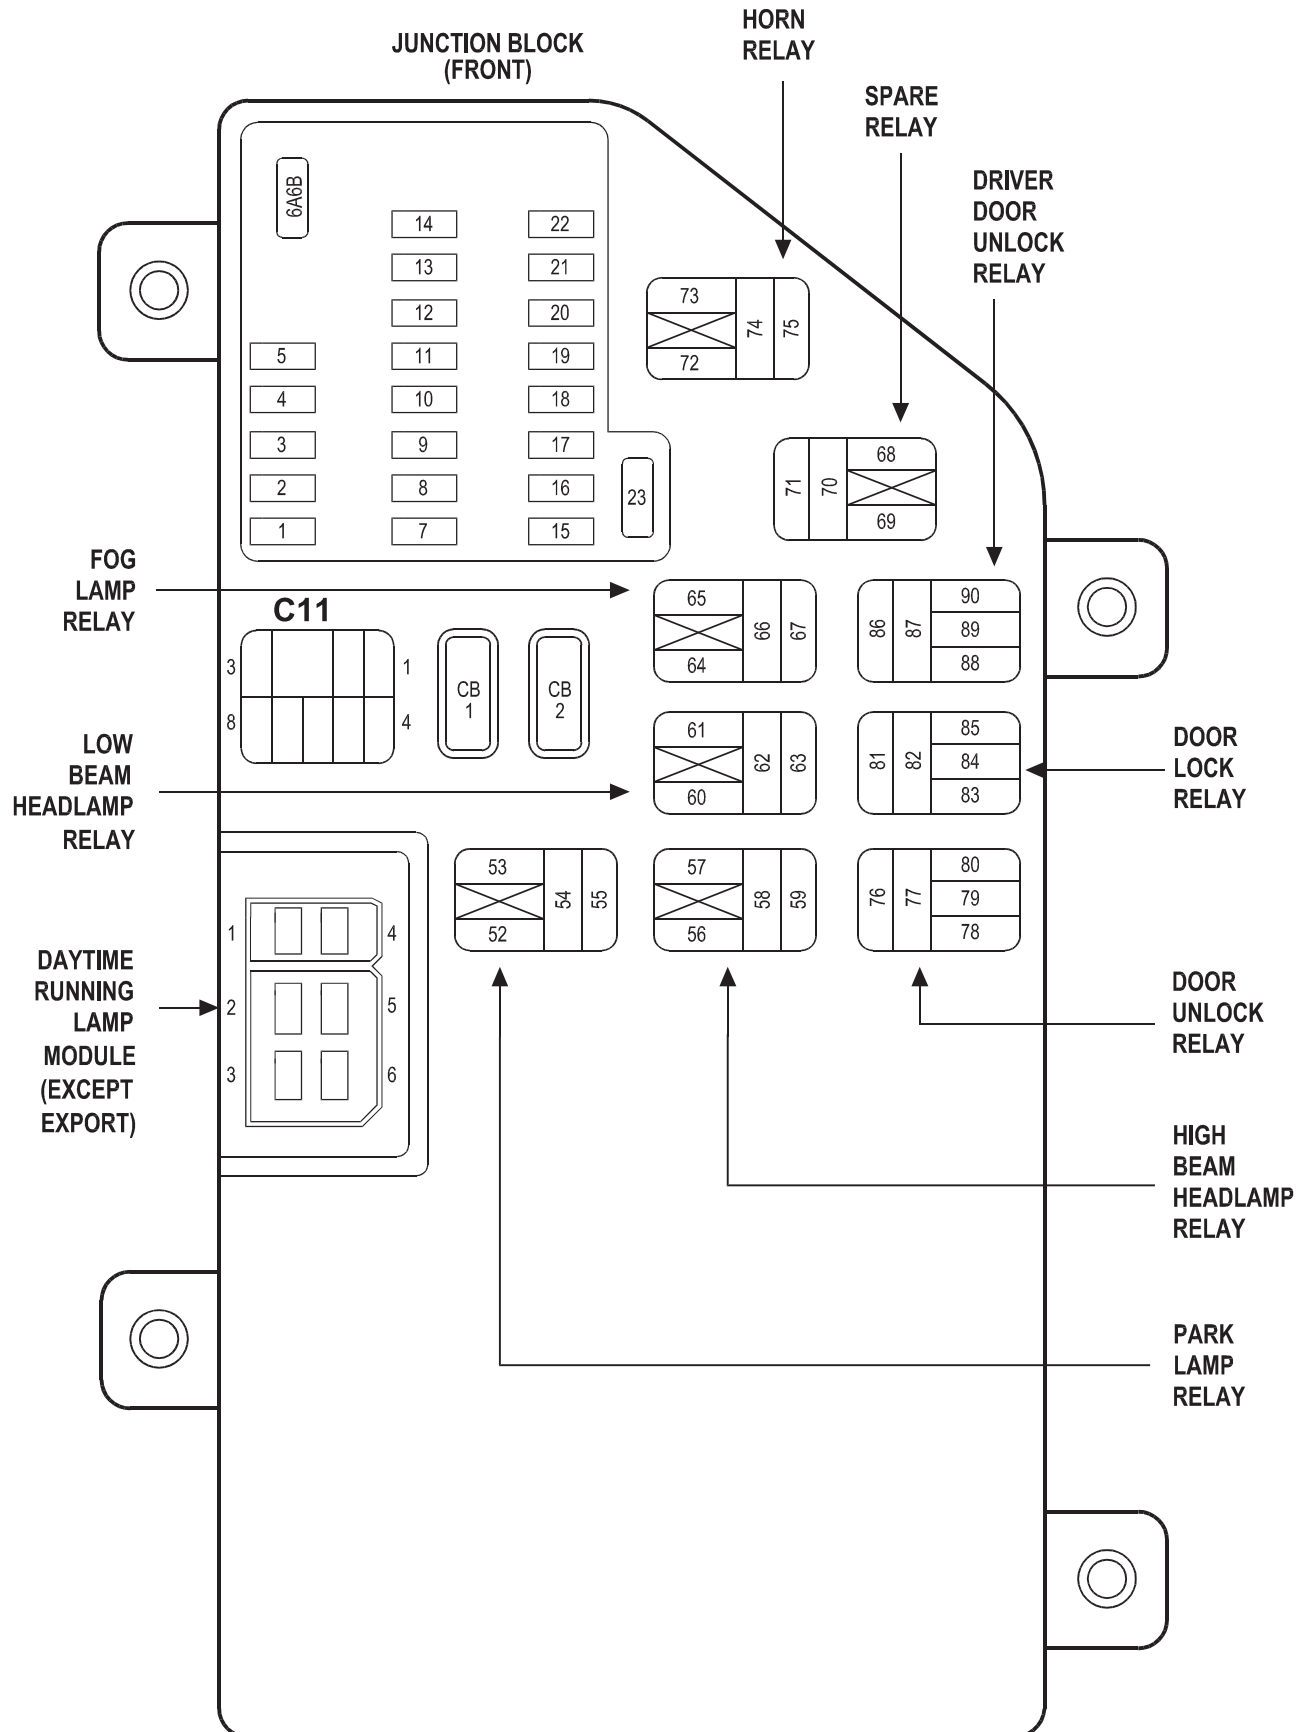 JUNCTION BLOCK
(FRONT)
HORN
RELAY
SPARE
RELAY
DRIVER
DOOR
UNLOCK
RELAY
6A6B
14
22
13
21
12
20
5
11
19
4
10
18
3
9
17
2
8
16
1
7
15
23
73
72
74
75
71
70
68
69
FOG
LAMP
RELAY
65
64
66
67
86
87
90
89
88
C11
3
1
8
4
CB
1
CB
2
LOW
BEAM
HEADLAMP
RELAY
61
60
62
63
81
82
85
84
83
DOOR
LOCK
RELAY
53
52
54
55
57
56
58
59
76
77
80
79
78
DAYTIME
RUNNING
LAMP
MODULE
(EXCEPT
EXPORT)
1
4
2
5
3
6
DOOR
UNLOCK
RELAY
HIGH
BEAM
HEADLAMP
RELAY
PARK
LAMP
RELAY